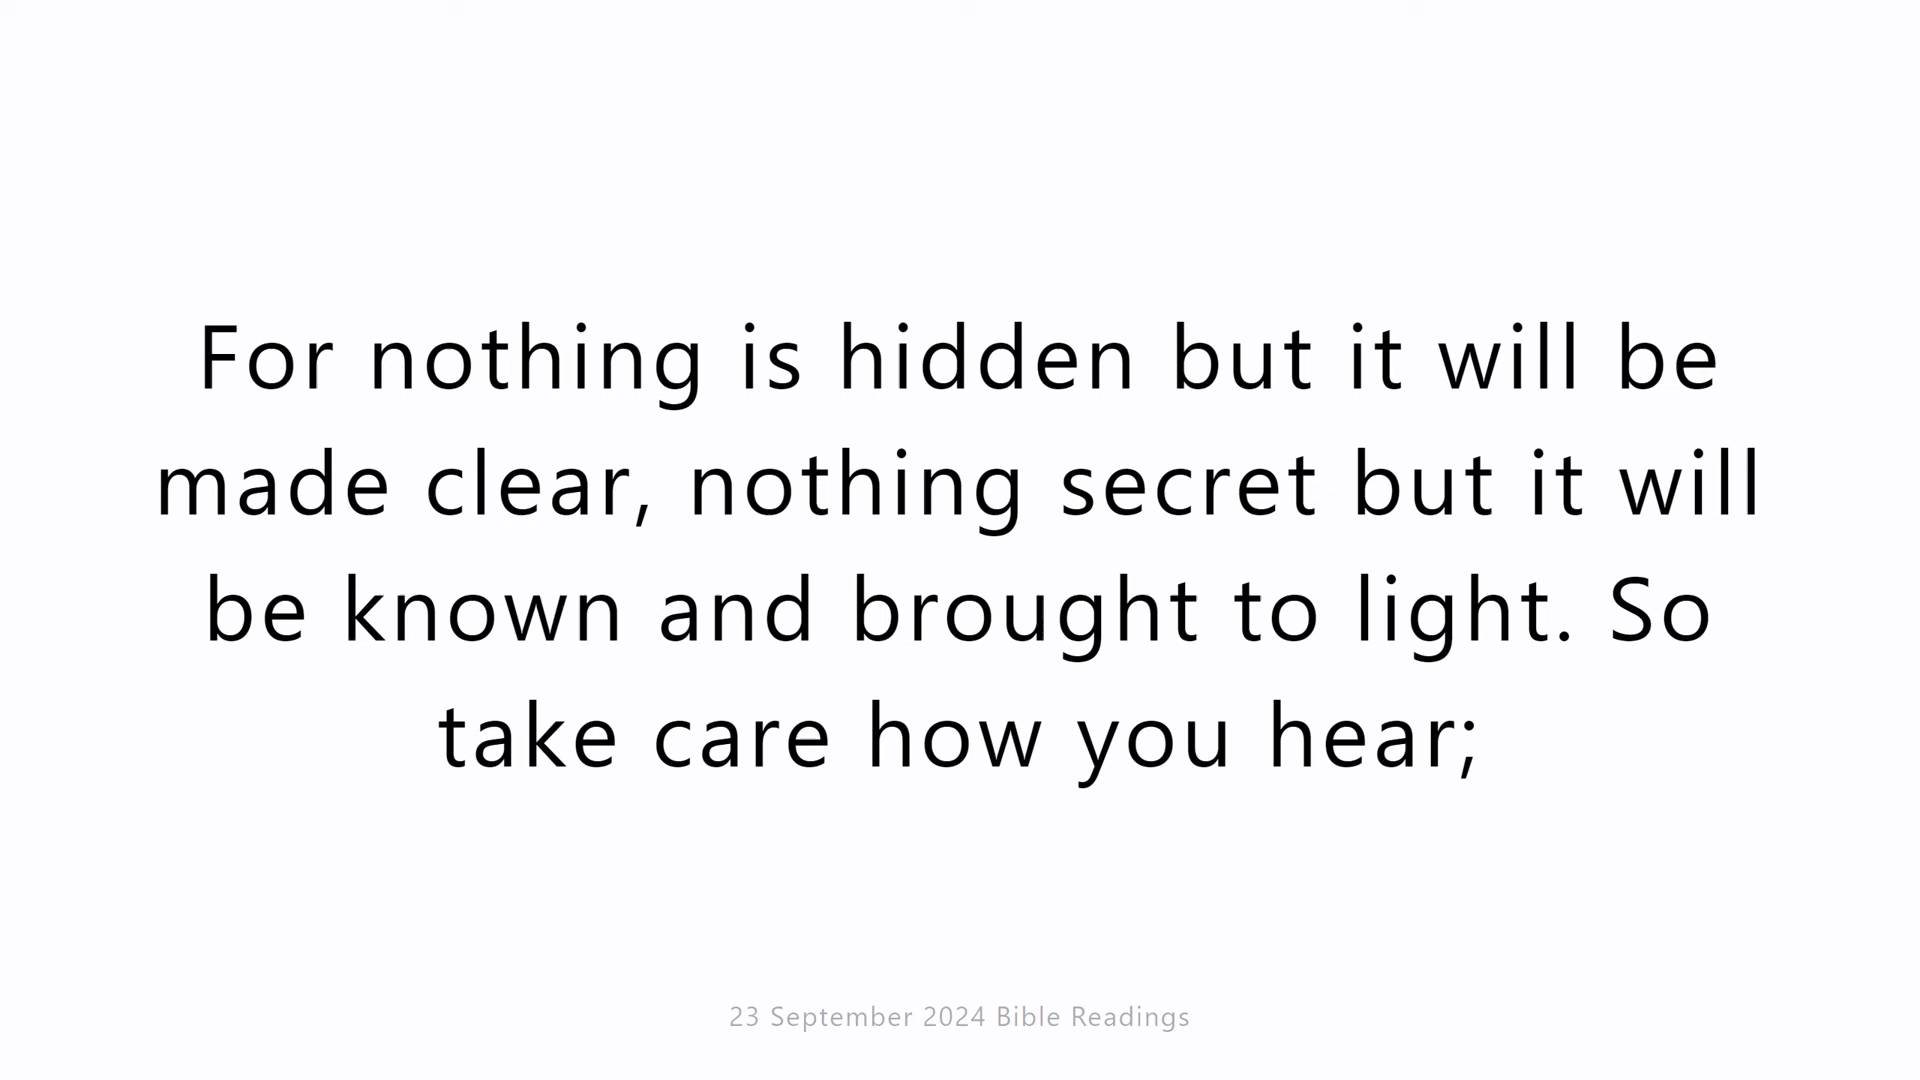 For nothing is hidden but it will be
made clear, nothing secret but it will
be known and brought to light. So
take care how you hear;
23 September 2024 Bible Readings